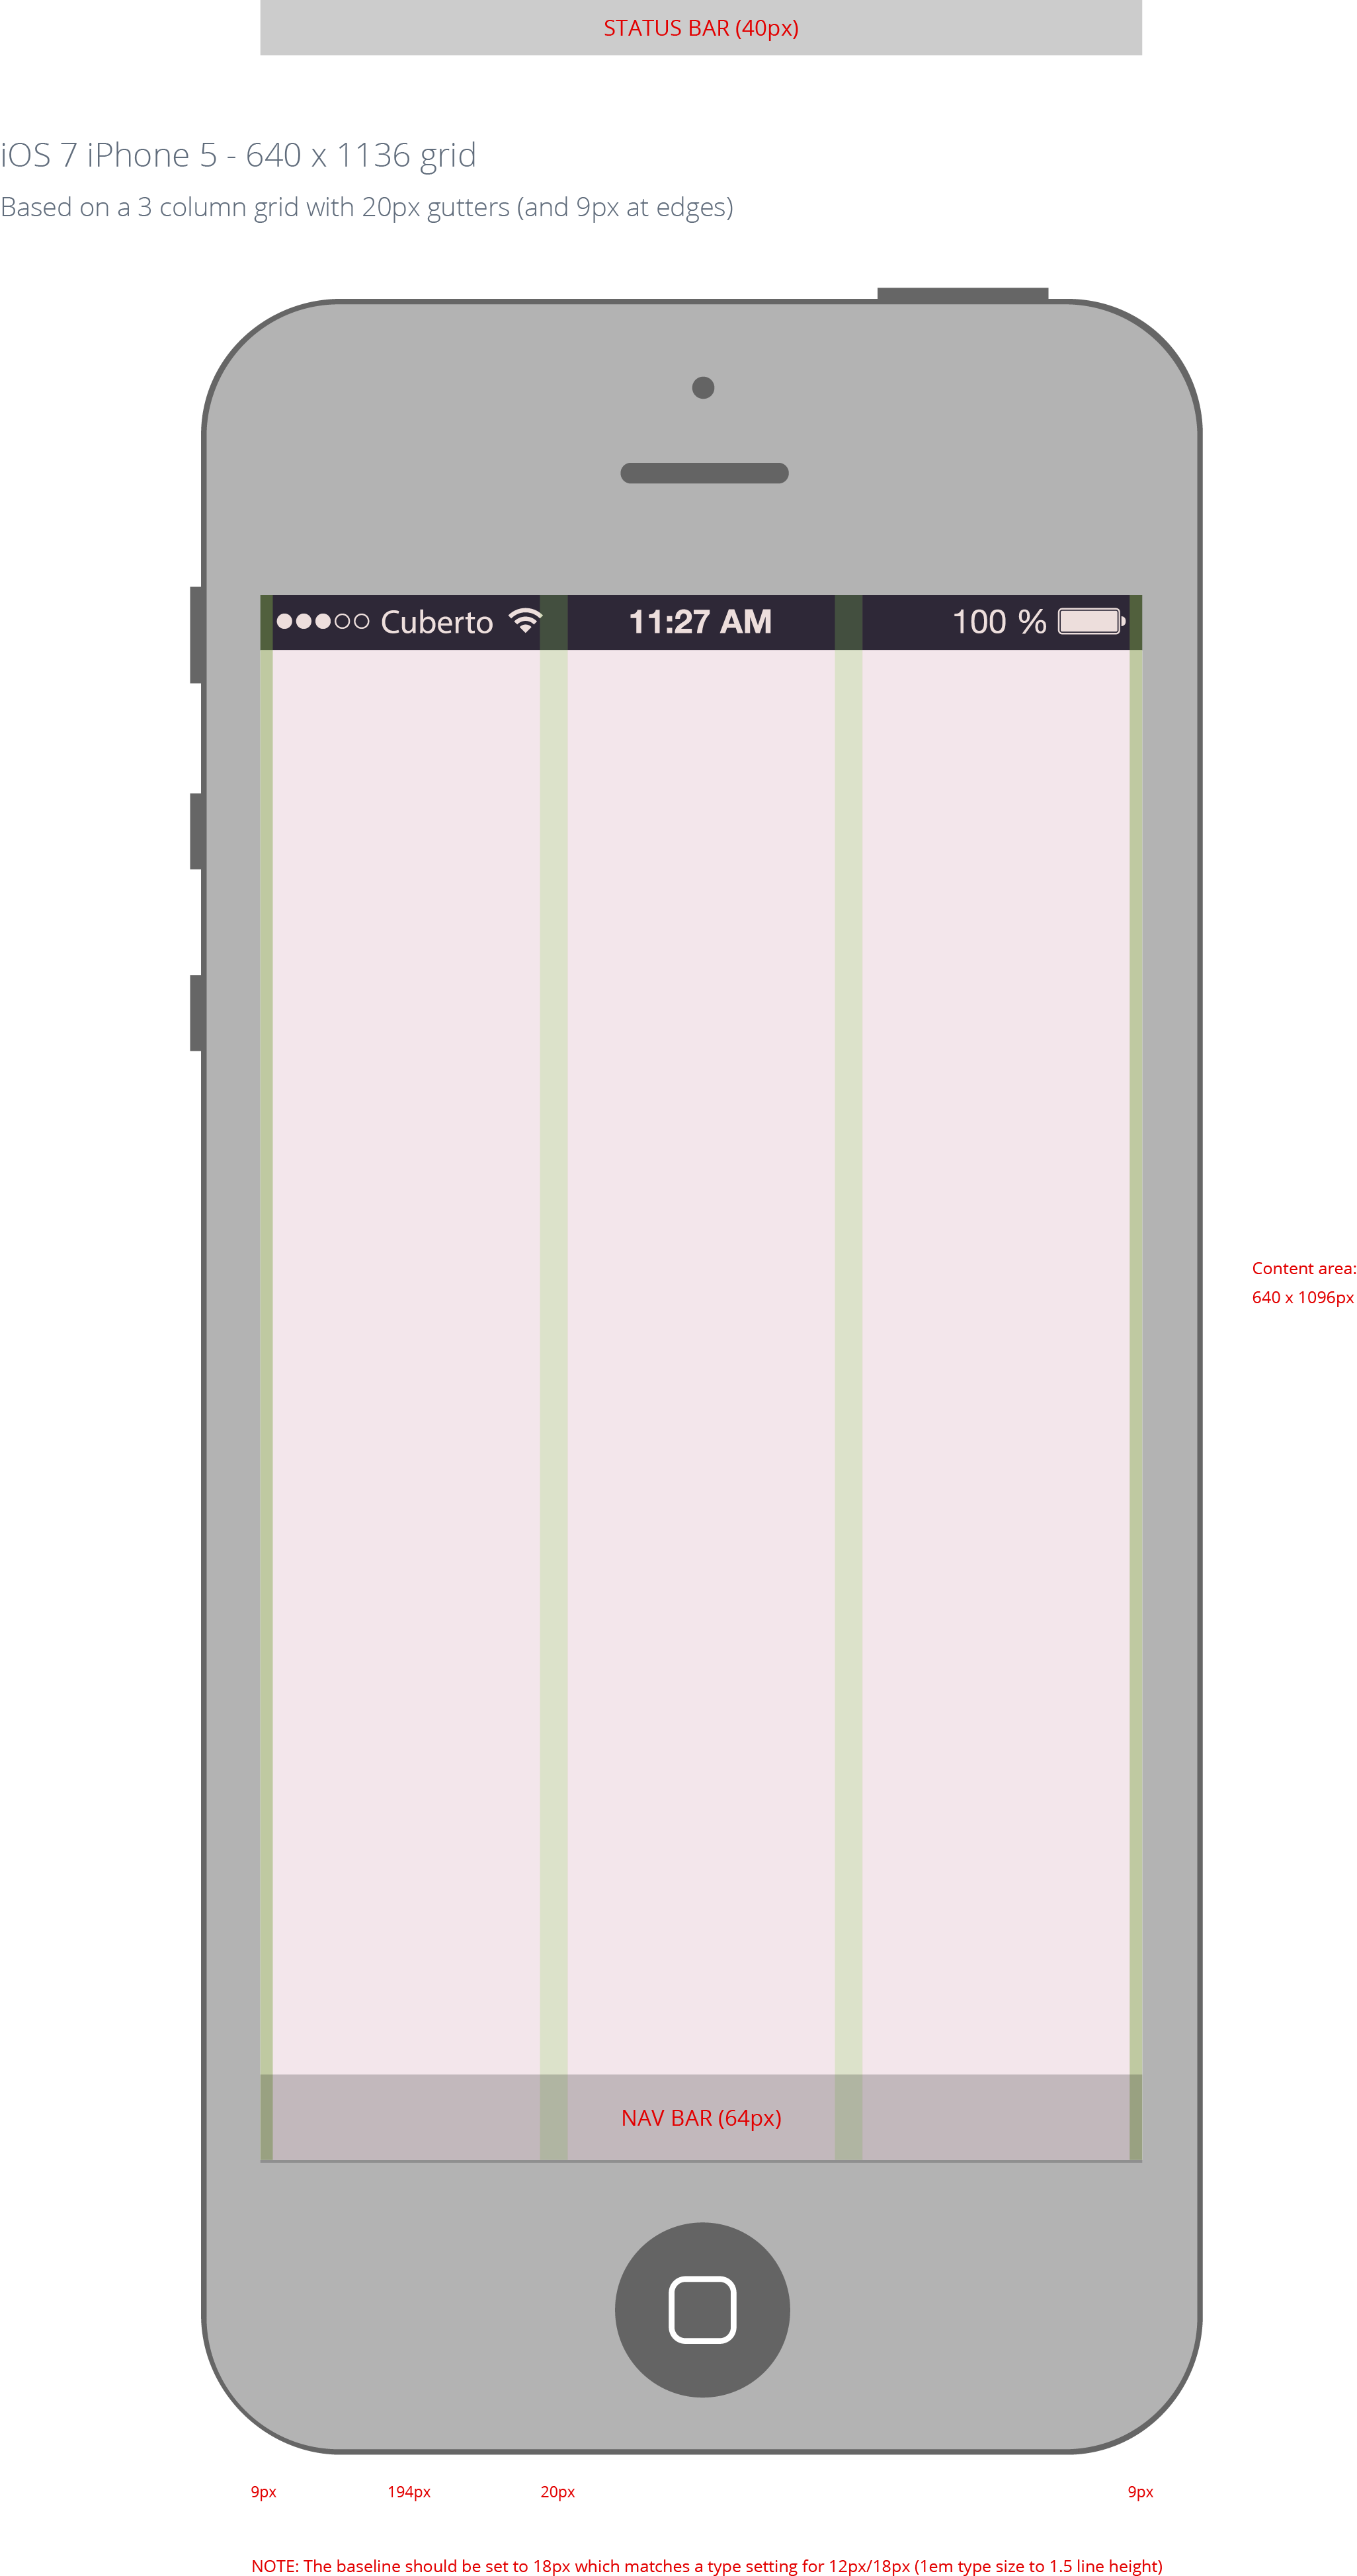 STATUS BAR (40px)
iOS 7 iPhone 5 - 640 x 1136 grid
Based on a 3 column grid with 20px gutters (and 9px at edges)
Cuberto 11:27 AM 100 %
Content area:
640 x 1096px
NAV BAR (64px)
9px 194px 20px 9px
NOTE: The baseline should be set to 18px which matches a type setting for 12px/18px (1em type size to 1.5 line height)